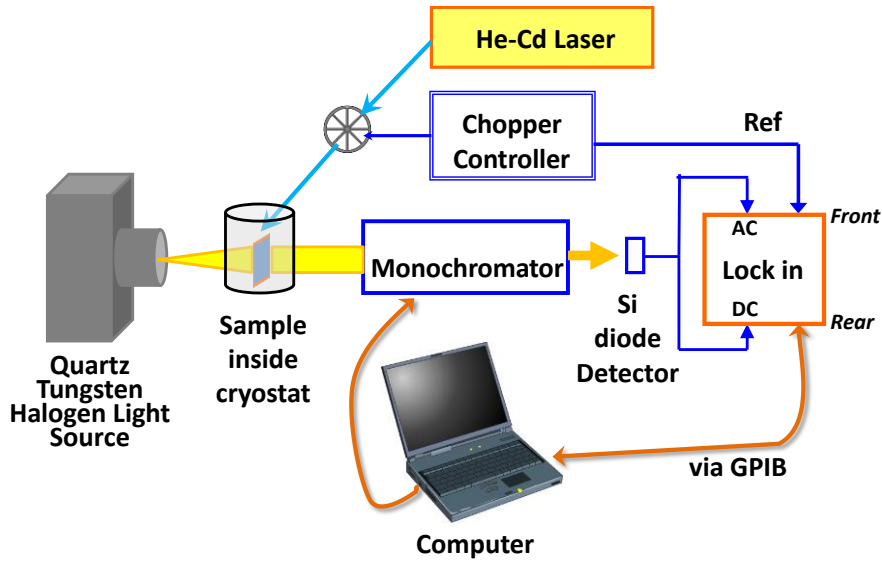 He-Cd Laser
Chopper
Controller
Ref
Front
AC
Lock in
DC
Rear
Monochromator
Si
diode
Detector
Sample
inside
cryostat
Quartz
Tungsten
Halogen Light
Source
via GPIB
Computer